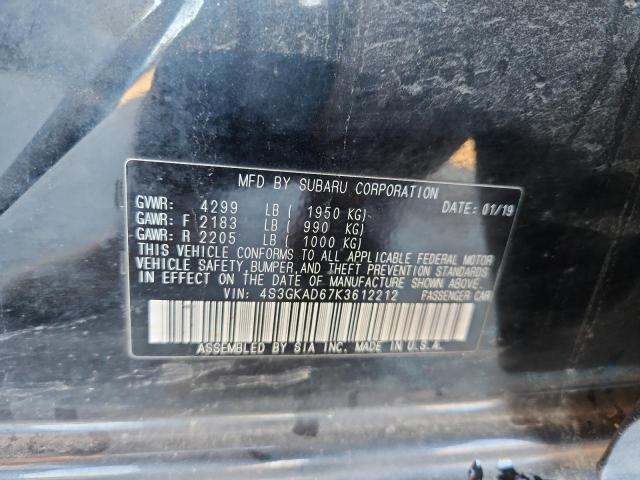 MFD BY SUBARU CORPORATION
GVWR: 4299 LB ( 1950 KG) DATE: 01/19
GAWR: F 2183 LB ( 990 KG)
GAWR: R 2205 LB ( 1000 KG)
THIS VEHICLE CONFORMS TO ALL APPLICABLE FEDERAL MOTOR
VEHICLE SAFETY, BUMPER, AND THEFT PREVENTION STANDARDS
IN EFFECT ON THE DATE OF MANUFACTURE SHOWN ABOVE.
VIN: 4S3GKAD67K3612212 PASSENGER CAR
ASSEMBLED BY SIA INC. MADE IN U.S.A.